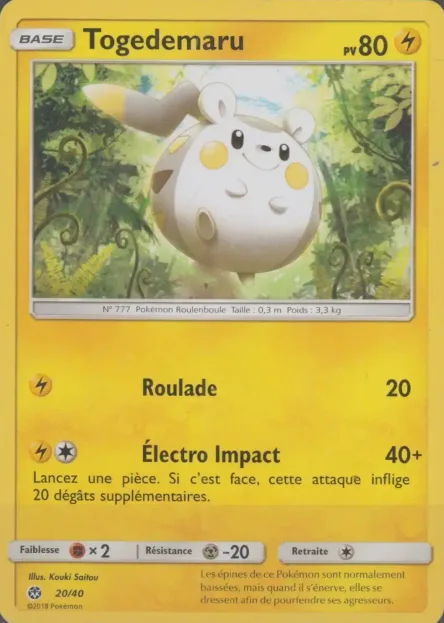 BASE Togedemaru PV 80
N° 777 Pokémon Roulenboule Taille : 0,3 m Poids : 3,3 kg
Roulade 20
Électro Impact 40+
Lancez une pièce. Si c'est face, cette attaque inflige
20 dégâts supplémentaires.
Faiblesse × 2 Résistance -20 Retraite
Illus. Kouki Saitou
20/40
©2018 Pokémon
Les épines de ce Pokémon sont normalement
baissées, mais quand il s'énerve, elles se
dressent afin de pourfendre ses agresseurs.